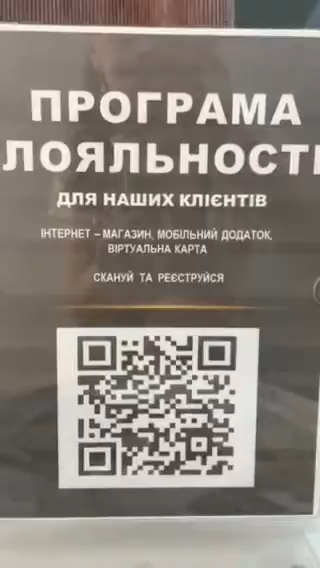 ПРОГРАМА
ЛОЯЛЬНОСТІ
ДЛЯ НАШИХ КЛІЄНТІВ
ІНТЕРНЕТ – МАГАЗИН, МОБІЛЬНИЙ ДОДАТОК,
ВІРТУАЛЬНА КАРТА
СКАНУЙ ТА РЕЄСТРУЙСЯ